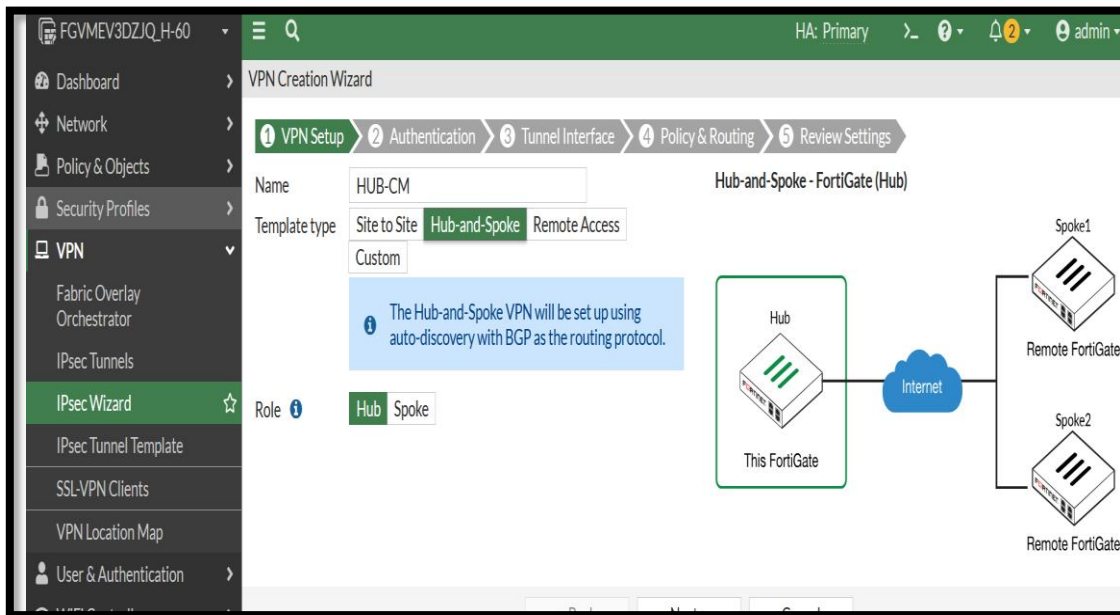 FGVMEV3DZJQ_H-60
HA: Primary
2
admin
Dashboard
Network
Policy & Objects
Security Profiles
VPN
Fabric Overlay
Orchestrator
IPsec Tunnels
IPsec Wizard
IPsec Tunnel Template
SSL-VPN Clients
VPN Location Map
User & Authentication
VPN Creation Wizard
1 VPN Setup 2 Authentication 3 Tunnel Interface 4 Policy & Routing 5 Review Settings
Name HUB-CM
Template type Site to Site Hub-and-Spoke Remote Access
Custom
The Hub-and-Spoke VPN will be set up using
auto-discovery with BGP as the routing protocol.
Role Hub Spoke
Hub-and-Spoke - FortiGate (Hub)
Hub
This FortiGate
Internet
Spoke1
Remote FortiGate
Spoke2
Remote FortiGate